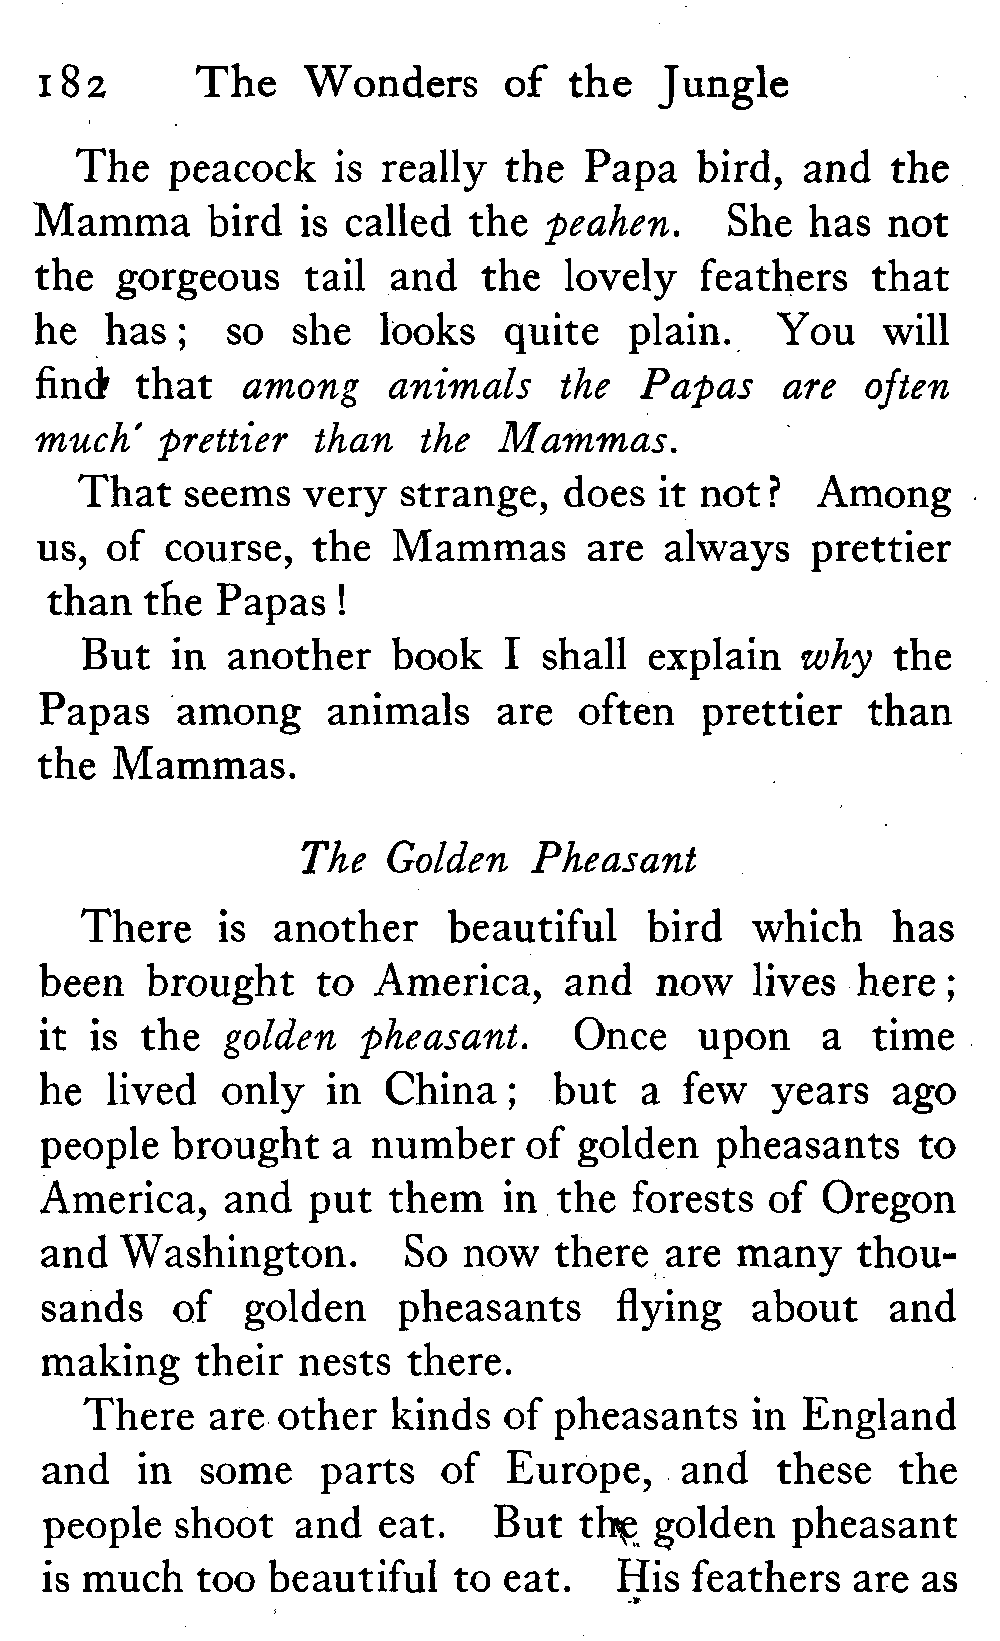 182 The Wonders of the Jungle
The peacock is really the Papa bird, and the
Mamma bird is called the peahen. She has not
the gorgeous tail and the lovely feathers that
he has; so she looks quite plain. You will
find that among animals the Papas are often
much prettier than the Mammas.
That seems very strange, does it not? Among
us, of course, the Mammas are always prettier
than the Papas!
But in another book I shall explain why the
Papas among animals are often prettier than
the Mammas.
The Golden Pheasant
There is another beautiful bird which has
been brought to America, and now lives here;
it is the golden pheasant. Once upon a time
he lived only in China; but a few years ago
people brought a number of golden pheasants to
America, and put them in the forests of Oregon
and Washington. So now there are many thou-
sands of golden pheasants flying about and
making their nests there.
There are other kinds of pheasants in England
and in some parts of Europe, and these the
people shoot and eat. But the golden pheasant
is much too beautiful to eat. His feathers are as